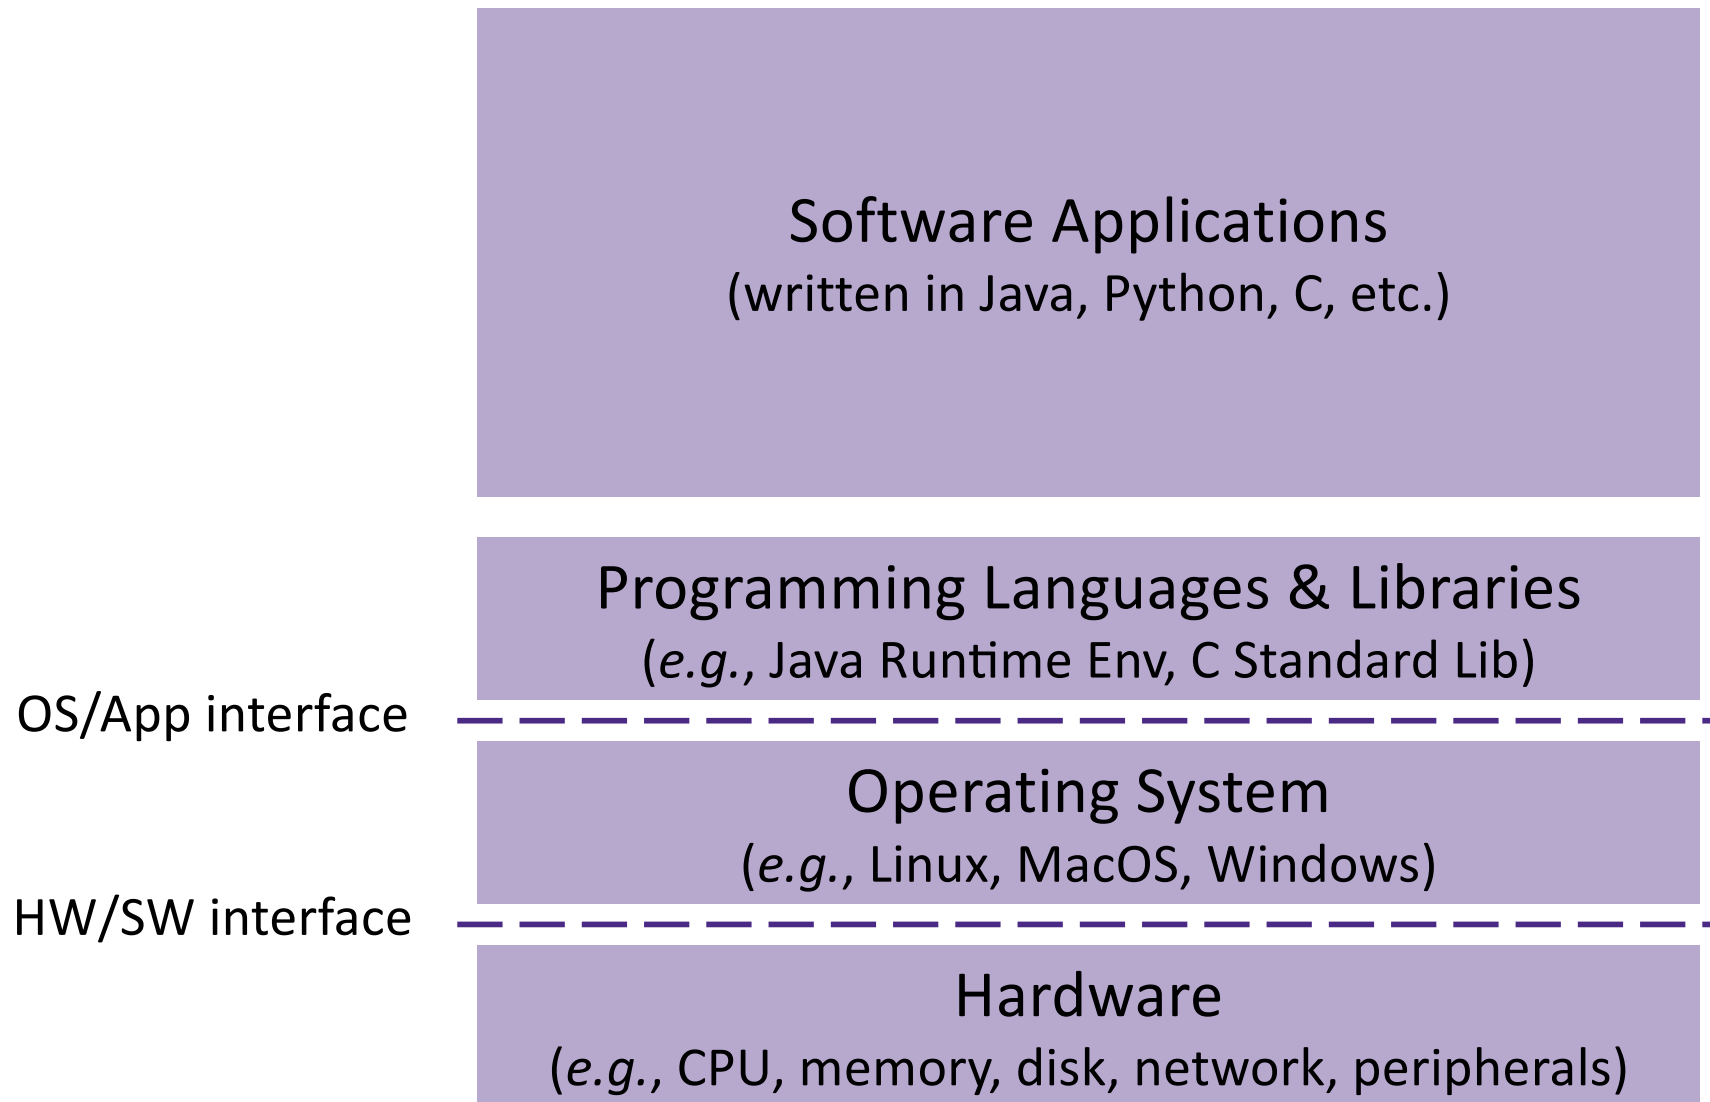 Software Applications
(written in Java, Python, C, etc.)
Programming Languages & Libraries
(e.g., Java Runtime Env, C Standard Lib)
OS/App interface
Operating System
(e.g., Linux, MacOS, Windows)
HW/SW interface
Hardware
(e.g., CPU, memory, disk, network, peripherals)